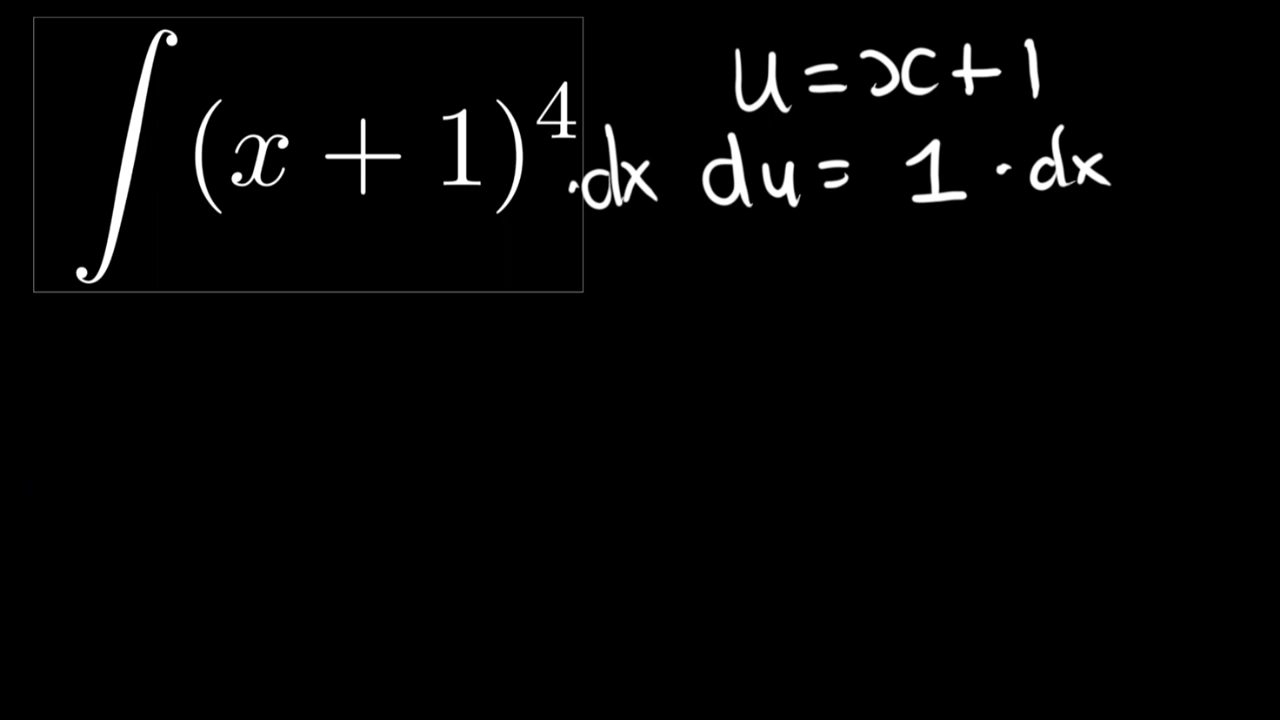 ∫(x + 1)⁴ ·dx
u = x + 1
du = 1 · dx